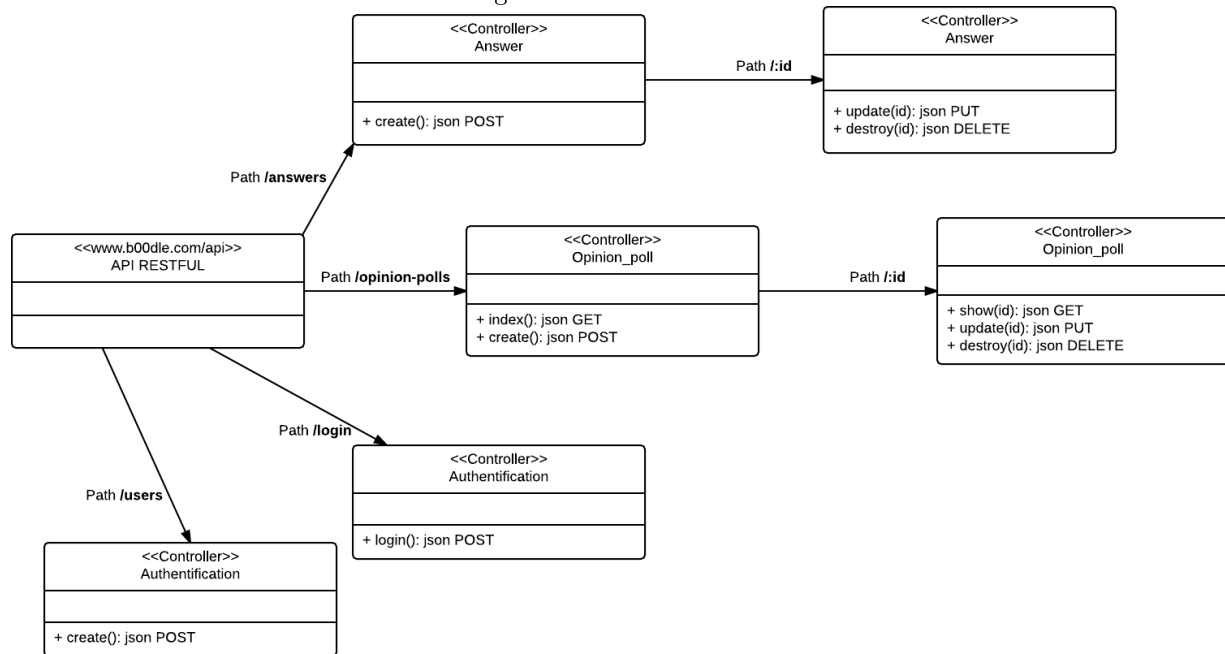 <<Controller>>
Answer
+ create(): json POST
Path /:id
<<Controller>>
Answer
+ update(id): json PUT
+ destroy(id): json DELETE
Path /answers
<<www.b00dle.com/api>>
API RESTFUL
Path /opinion-polls
<<Controller>>
Opinion_poll
+ index(): json GET
+ create(): json POST
Path /:id
<<Controller>>
Opinion_poll
+ show(id): json GET
+ update(id): json PUT
+ destroy(id): json DELETE
Path /login
<<Controller>>
Authentification
+ login(): json POST
Path /users
<<Controller>>
Authentification
+ create(): json POST